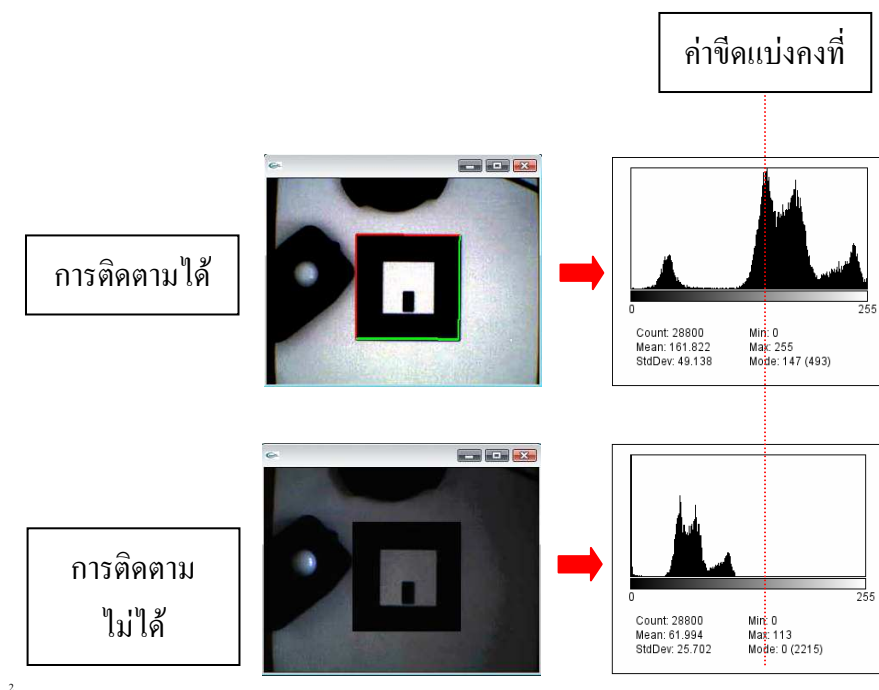 ค่าขีดแบ่งคงที่
การติดตามได้
0 255
Count: 28800 Min: 0
Mean: 161.822 Max: 255
StdDev: 49.138 Mode: 147 (493)
การติดตาม
ไม่ได้
0 255
Count: 28800 Min: 0
Mean: 61.994 Max: 113
StdDev: 25.702 Mode: 0 (2215)
2